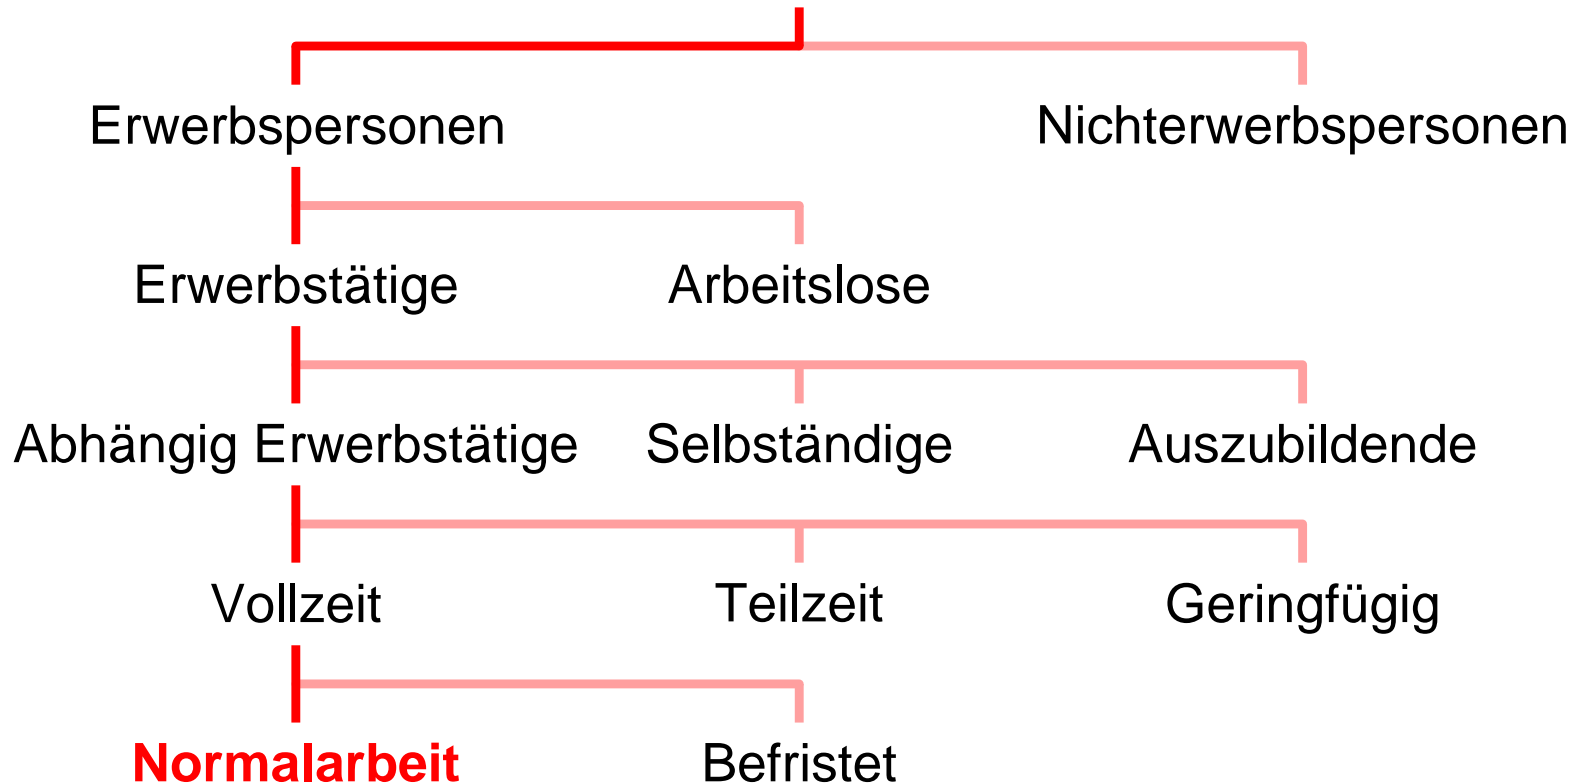 Erwerbspersonen Nichterwerbspersonen
Erwerbstätige Arbeitslose
Abhängig Erwerbstätige Selbständige Auszubildende
Vollzeit Teilzeit Geringfügig
Normalarbeit Befristet